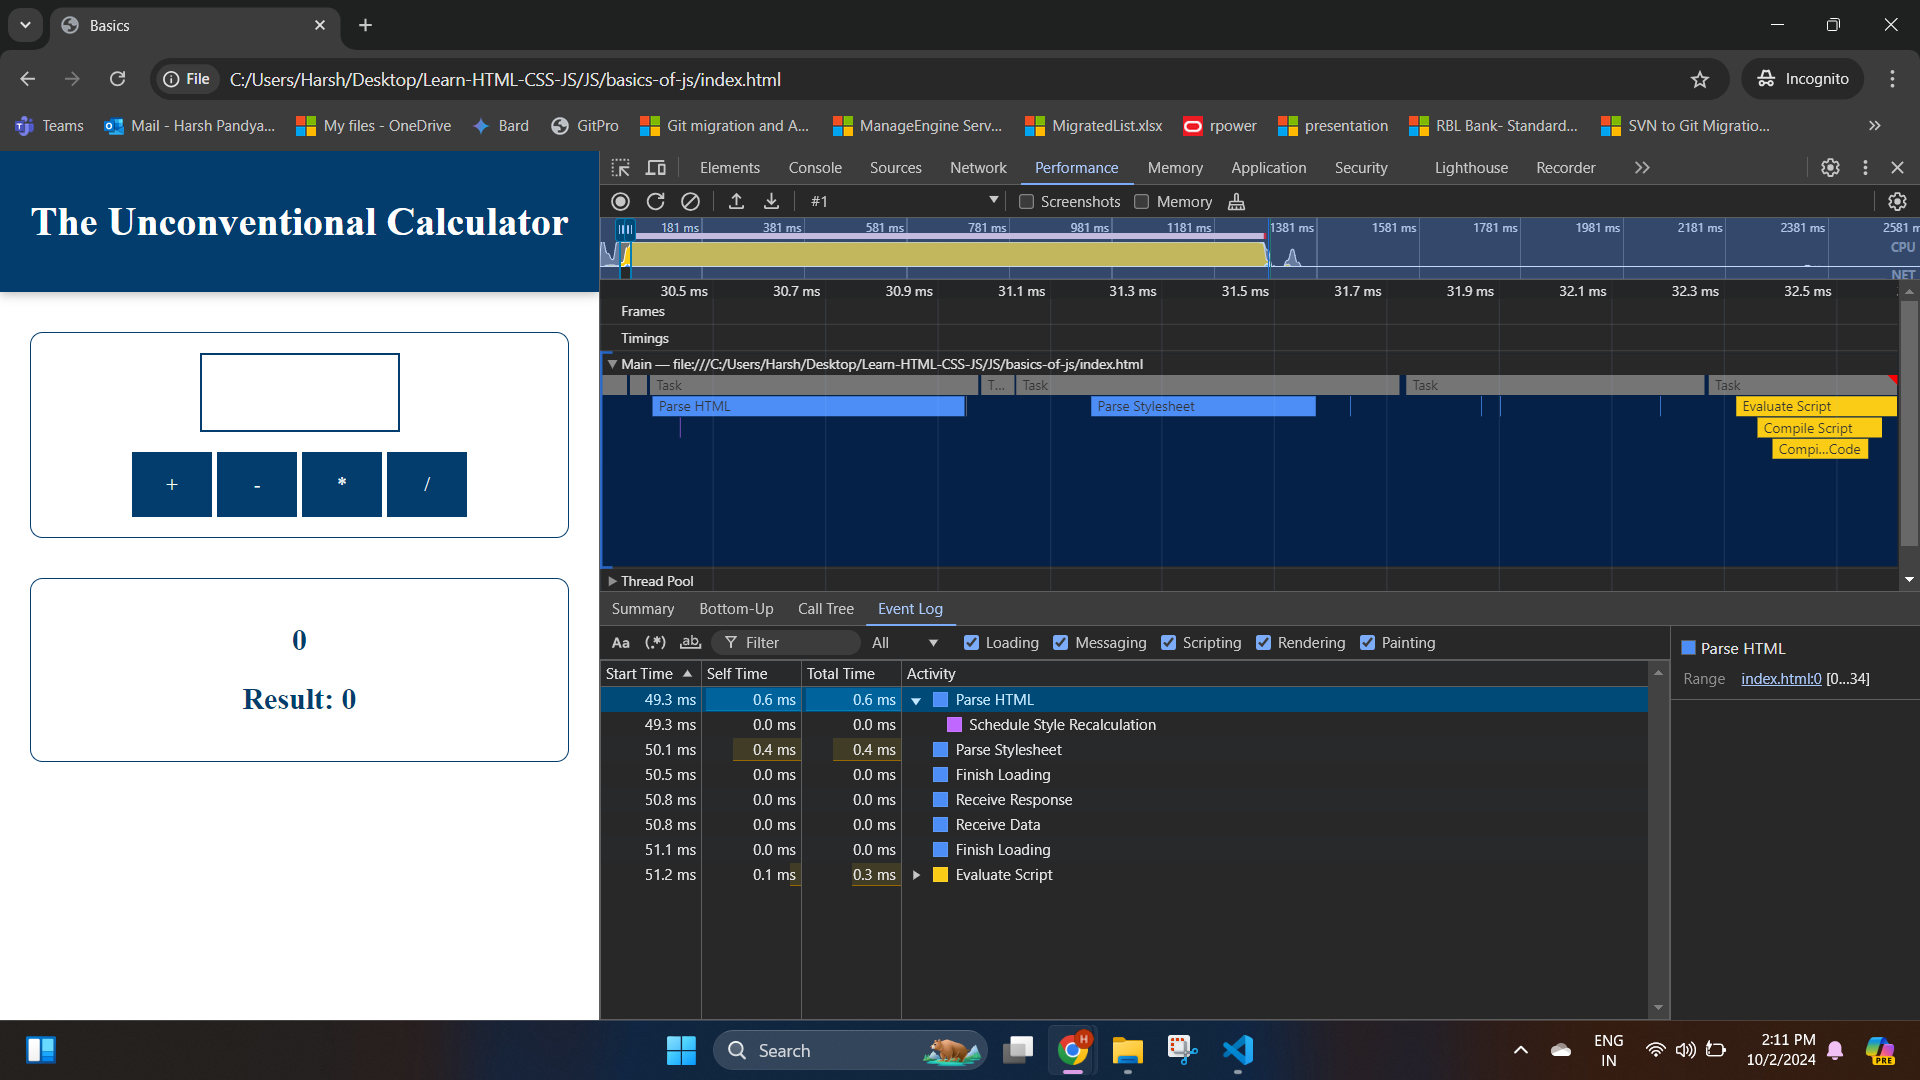 Basics
File C:/Users/Harsh/Desktop/Learn-HTML-CSS-JS/JS/basics-of-js/index.html Incognito
Teams Mail - Harsh Pandya... My files - OneDrive Bard GitPro Git migration and A... ManageEngine Serv... MigratedList.xlsx rpower presentation RBL Bank- Standard... SVN to Git Migratio... »
The Unconventional Calculator
+ - * /
0
Result: 0
Elements Console Sources Network Performance Memory Application Security Lighthouse Recorder »
#1 Screenshots Memory
181 ms 381 ms 581 ms 781 ms 981 ms 1181 ms 1381 ms 1581 ms 1781 ms 1981 ms 2181 ms 2381 ms 2581 m
CPU
NET
30.5 ms 30.7 ms 30.9 ms 31.1 ms 31.3 ms 31.5 ms 31.7 ms 31.9 ms 32.1 ms 32.3 ms 32.5 ms
Frames
Timings
Main — file:///C:/Users/Harsh/Desktop/Learn-HTML-CSS-JS/JS/basics-of-js/index.html
Task T... Task Task Task
Parse HTML Parse Stylesheet Evaluate Script
Compile Script
Compi...Code
Thread Pool
Summary Bottom-Up Call Tree Event Log
Aa (.*) ab Filter All Loading Messaging Scripting Rendering Painting
Start Time Self Time Total Time Activity
49.3 ms 0.6 ms 0.6 ms Parse HTML
49.3 ms 0.0 ms 0.0 ms Schedule Style Recalculation
50.1 ms 0.4 ms 0.4 ms Parse Stylesheet
50.5 ms 0.0 ms 0.0 ms Finish Loading
50.8 ms 0.0 ms 0.0 ms Receive Response
50.8 ms 0.0 ms 0.0 ms Receive Data
51.1 ms 0.0 ms 0.0 ms Finish Loading
51.2 ms 0.1 ms 0.3 ms Evaluate Script
Parse HTML
Range index.html:0 [0...34]
Search
H
ENG
IN
2:11 PM
10/2/2024
PRE